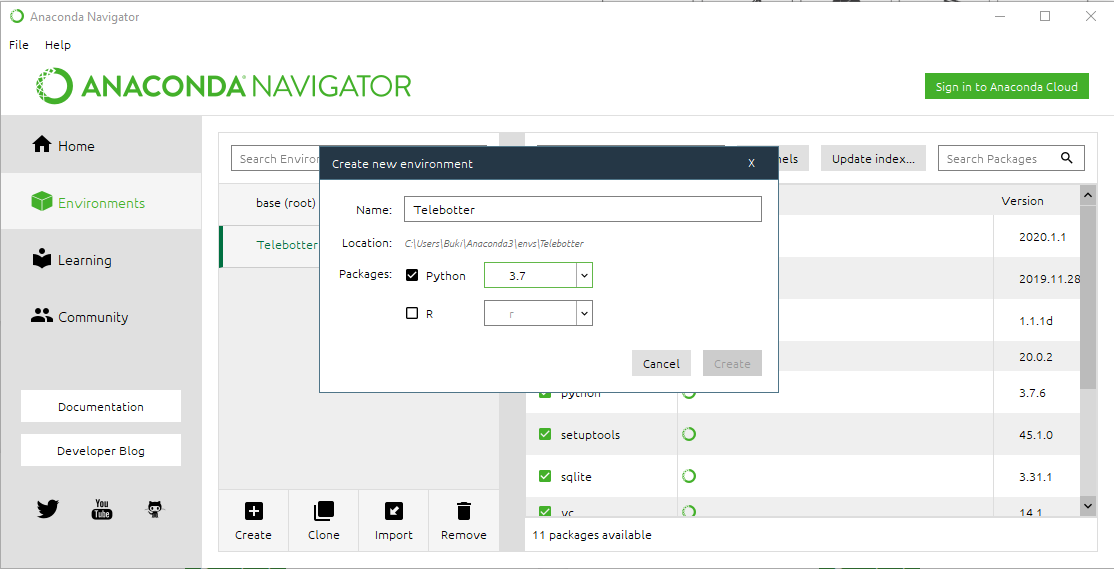 Anaconda Navigator
File Help
ANACONDA NAVIGATOR
Sign in to Anaconda Cloud
Home
Environments
Learning
Community
Documentation
Developer Blog
You Tube
Search Environ
base (root)
Telebotter
Create
Clone
Import
Remove
Create new environment X
Name: Telebotter
Location: C:\Users\Buki\Anaconda3\envs\Telebotter
Packages: Python 3.7
R r
Cancel Create
nels
Update index...
Search Packages
Version
2020.1.1
2019.11.28
1.1.1d
20.0.2
python 3.7.6
setuptools 45.1.0
sqlite 3.31.1
vc 14.1
11 packages available